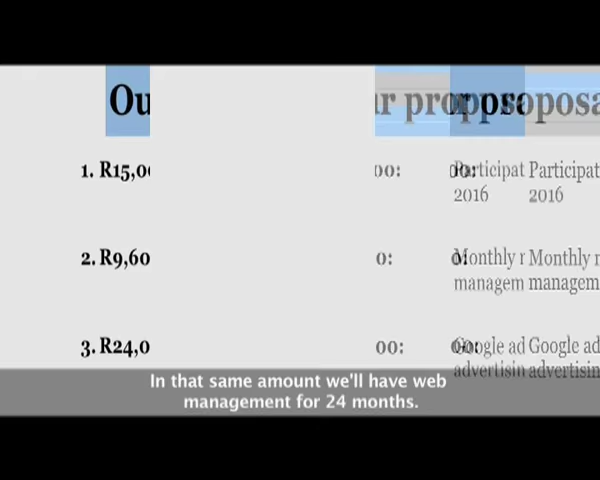 Ou ur proposa
1. R15,0 00: Participat Participat
2016 2016
2. R9,60 0: Monthly r Monthly r
managem managem
3. R24,0 00: Google ad Google ad
advertisin advertisin
In that same amount we'll have web
management for 24 months.